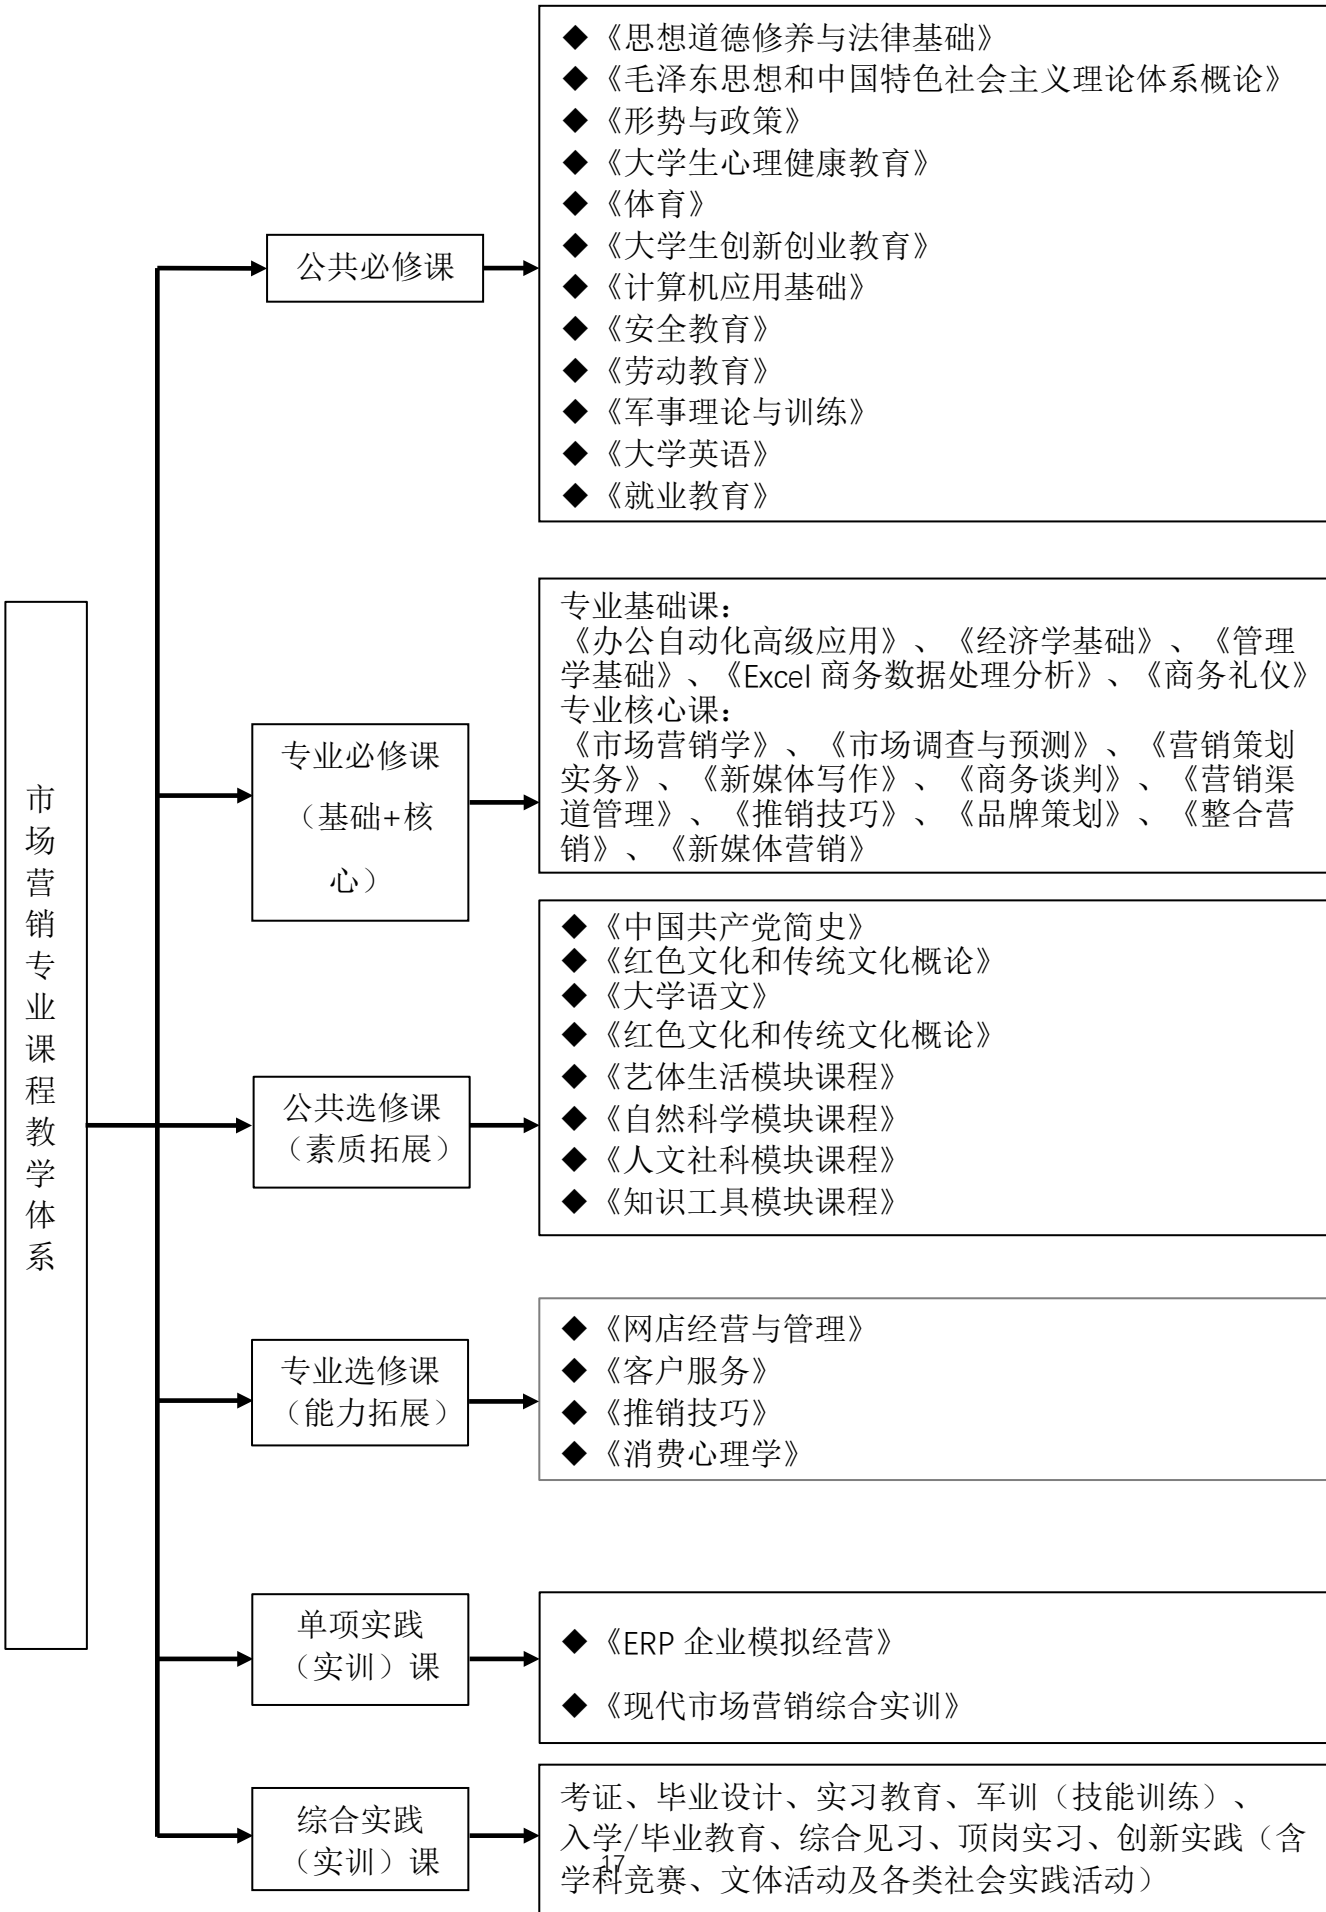 市场营销专业课程教学体系
公共必修课
◆《思想道德修养与法律基础》
◆《毛泽东思想和中国特色社会主义理论体系概论》
◆《形势与政策》
◆《大学生心理健康教育》
◆《体育》
◆《大学生创新创业教育》
◆《计算机应用基础》
◆《安全教育》
◆《劳动教育》
◆《军事理论与训练》
◆《大学英语》
◆《就业教育》
专业必修课
（基础+核
心）
专业基础课：
《办公自动化高级应用》、《经济学基础》、《管理
学基础》、《Excel 商务数据处理分析》、《商务礼仪》
专业核心课：
《市场营销学》、《市场调查与预测》、《营销策划
实务》、《新媒体写作》、《商务谈判》、《营销渠
道管理》、《推销技巧》、《品牌策划》、《整合营
销》、《新媒体营销》
公共选修课
（素质拓展）
◆《中国共产党简史》
◆《红色文化和传统文化概论》
◆《大学语文》
◆《红色文化和传统文化概论》
◆《艺体生活模块课程》
◆《自然科学模块课程》
◆《人文社科模块课程》
◆《知识工具模块课程》
专业选修课
（能力拓展）
◆《网店经营与管理》
◆《客户服务》
◆《推销技巧》
◆《消费心理学》
单项实践
（实训）课
◆《ERP 企业模拟经营》
◆《现代市场营销综合实训》
综合实践
（实训）课
考证、毕业设计、实习教育、军训（技能训练）、
入学/毕业教育、综合见习、顶岗实习、创新实践（含
学科竞赛、文体活动及各类社会实践活动）
17